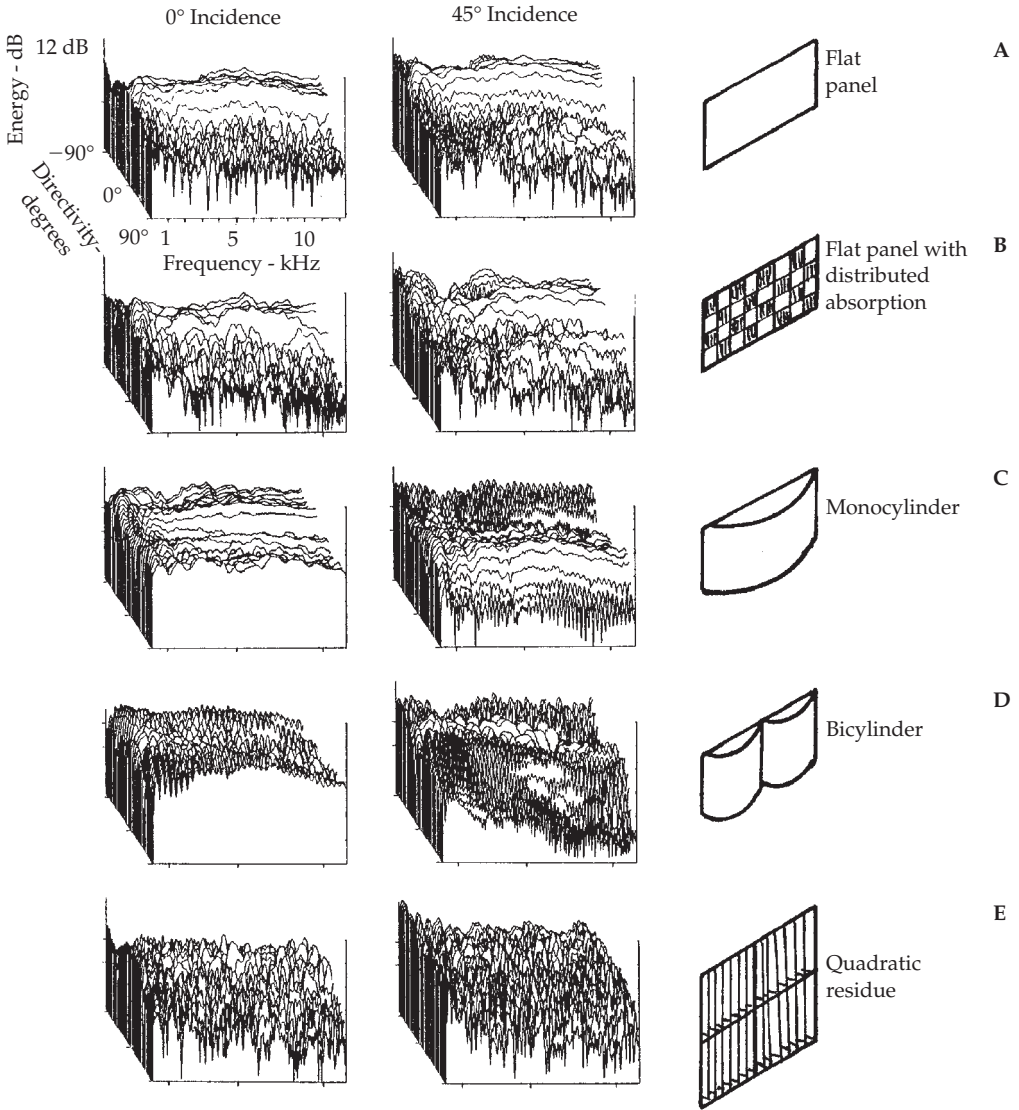 0° Incidence
45° Incidence
12 dB
Energy - dB
−90°
0°
90°
Directivity-
degrees
1 5 10
Frequency - kHz
A
Flat
panel
B
Flat panel with
distributed
absorption
C
Monocylinder
D
Bicylinder
E
Quadratic
residue